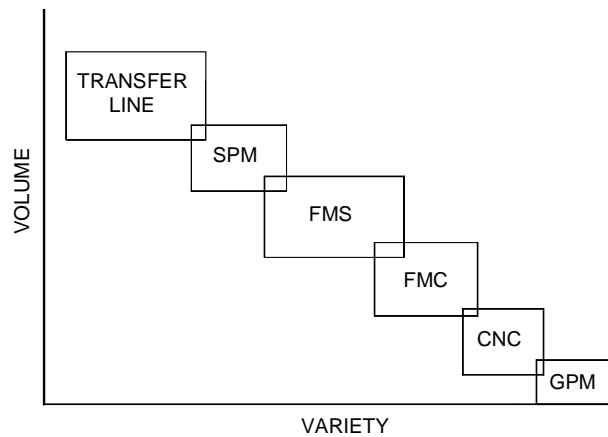 TRANSFER
LINE
SPM
FMS
FMC
CNC
GPM
VOLUME
VARIETY